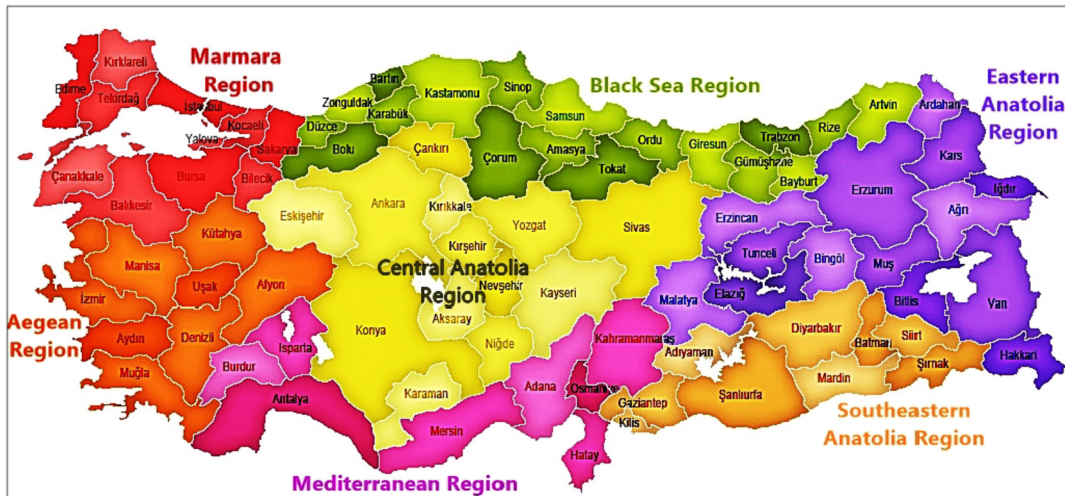 Marmara
Region
Black Sea Region
Eastern
Anatolia
Region
Central Anatolia
Region
Aegean
Region
Mediterranean Region
Southeastern
Anatolia Region
Kırklareli
Edirne
Tekirdağ
İstanbul
Kocaeli
Yalova
Sakarya
Çanakkale
Bursa
Bilecik
Balıkesir
Bartın
Zonguldak
Karabük
Kastamonu
Sinop
Düzce
Bolu
Samsun
Çorum
Amasya
Tokat
Ordu
Giresun
Gümüşhane
Trabzon
Bayburt
Rize
Artvin
Ardahan
Kars
Iğdır
Ağrı
Erzurum
Erzincan
Tunceli
Bingöl
Muş
Elazığ
Malatya
Bitlis
Van
Hakkari
Çankırı
Ankara
Kırıkkale
Eskişehir
Kırşehir
Yozgat
Sivas
Nevşehir
Kayseri
Aksaray
Konya
Niğde
Karaman
Kütahya
Manisa
Uşak
Afyon
İzmir
Aydın
Denizli
Muğla
Isparta
Burdur
Antalya
Mersin
Adana
Kahramanmaraş
Hatay
Adıyaman
Gaziantep
Kilis
Şanlıurfa
Diyarbakır
Batman
Siirt
Mardin
Şırnak